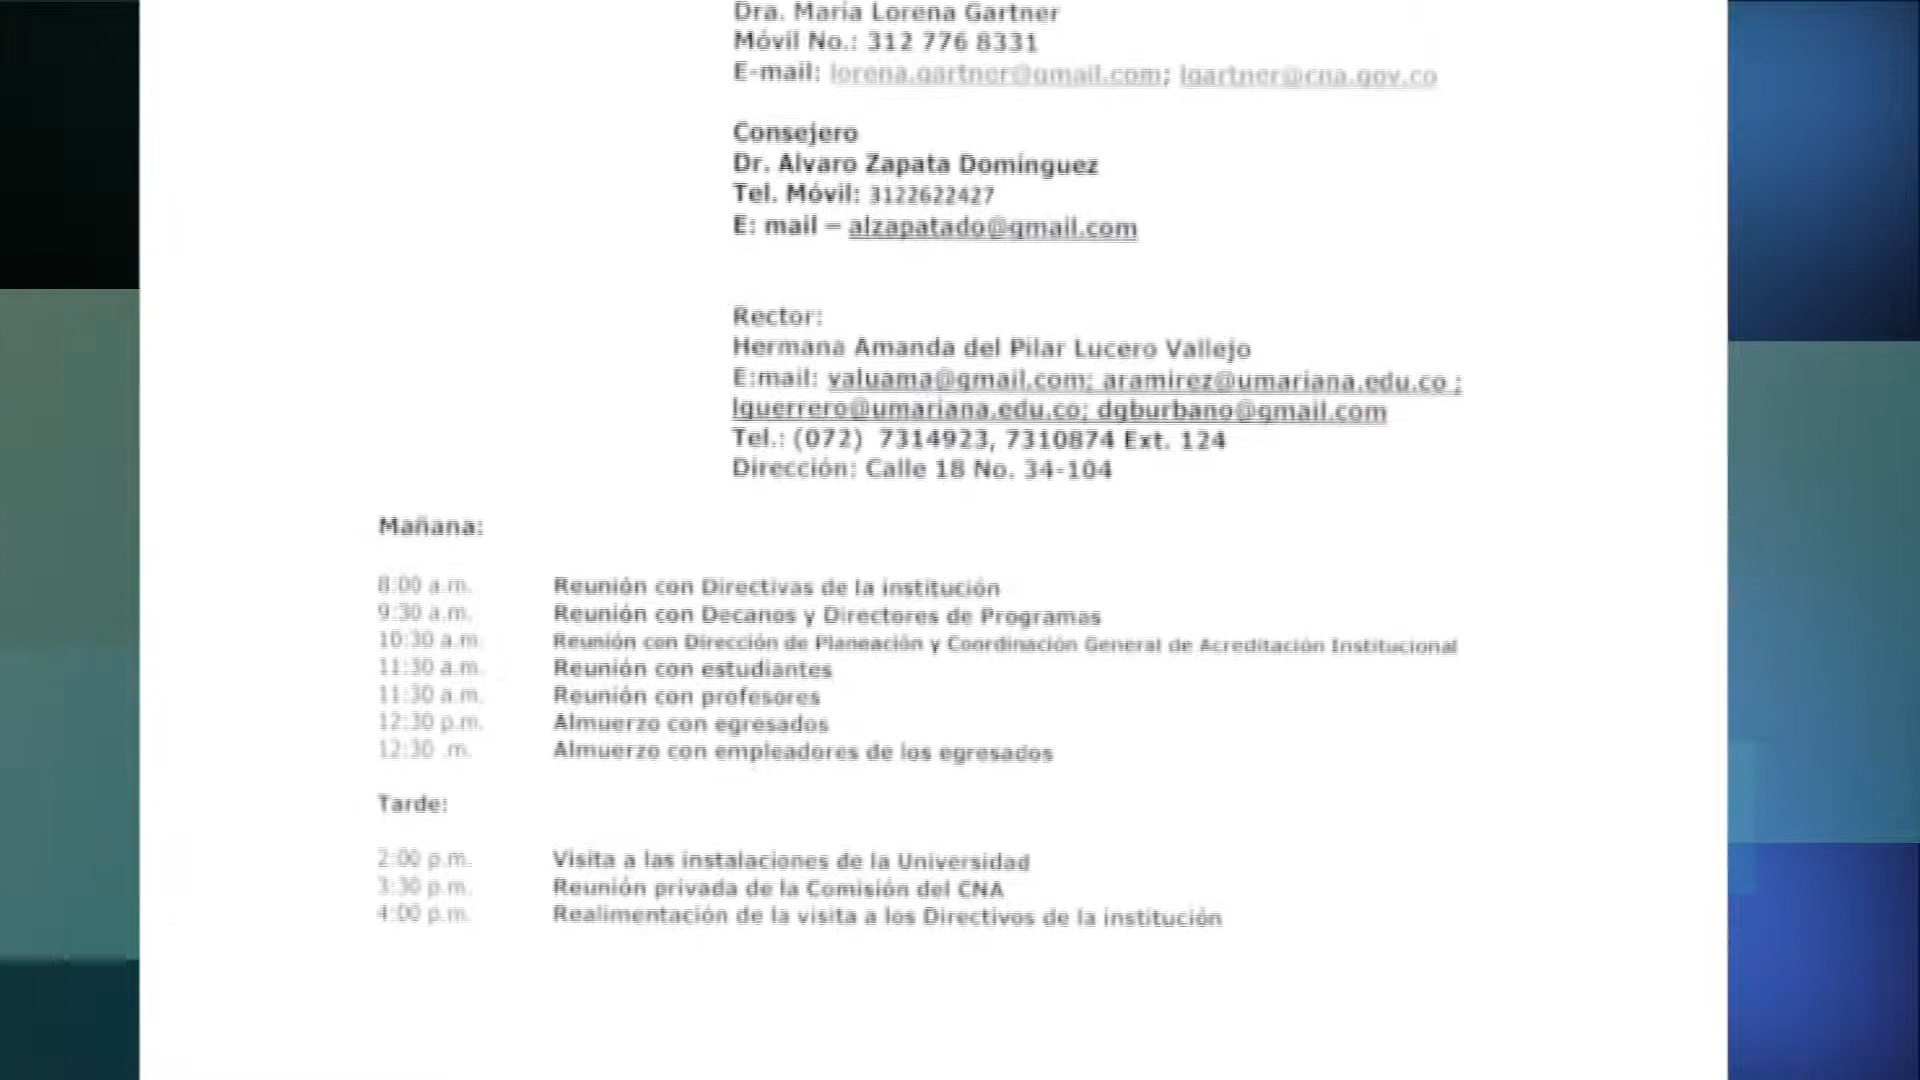 Dra. María Lorena Gartner
Móvil No.: 312 776 8331
E-mail: lorena.gartner@gmail.com; lgartner@cna.gov.co
Consejero
Dr. Alvaro Zapata Domínguez
Tel. Móvil: 3122622427
E: mail – alzapatado@gmail.com
Rector:
Hermana Amanda del Pilar Lucero Vallejo
E:mail: valuama@gmail.com; aramirez@umariana.edu.co ;
lguerrero@umariana.edu.co; dgburbano@gmail.com
Tel.: (072) 7314923, 7310874 Ext. 124
Dirección: Calle 18 No. 34-104
Mañana:
8:00 a.m. Reunión con Directivas de la institución
9:30 a.m. Reunión con Decanos y Directores de Programas
10:30 a.m. Reunión con Dirección de Planeación y Coordinación General de Acreditación Institucional
11:30 a.m. Reunión con estudiantes
11:30 a.m. Reunión con profesores
12:30 p.m. Almuerzo con egresados
12:30 .m. Almuerzo con empleadores de los egresados
Tarde:
2:00 p.m. Visita a las instalaciones de la Universidad
3:30 p.m. Reunión privada de la Comisión del CNA
4:00 p.m. Realimentación de la visita a los Directivos de la institución